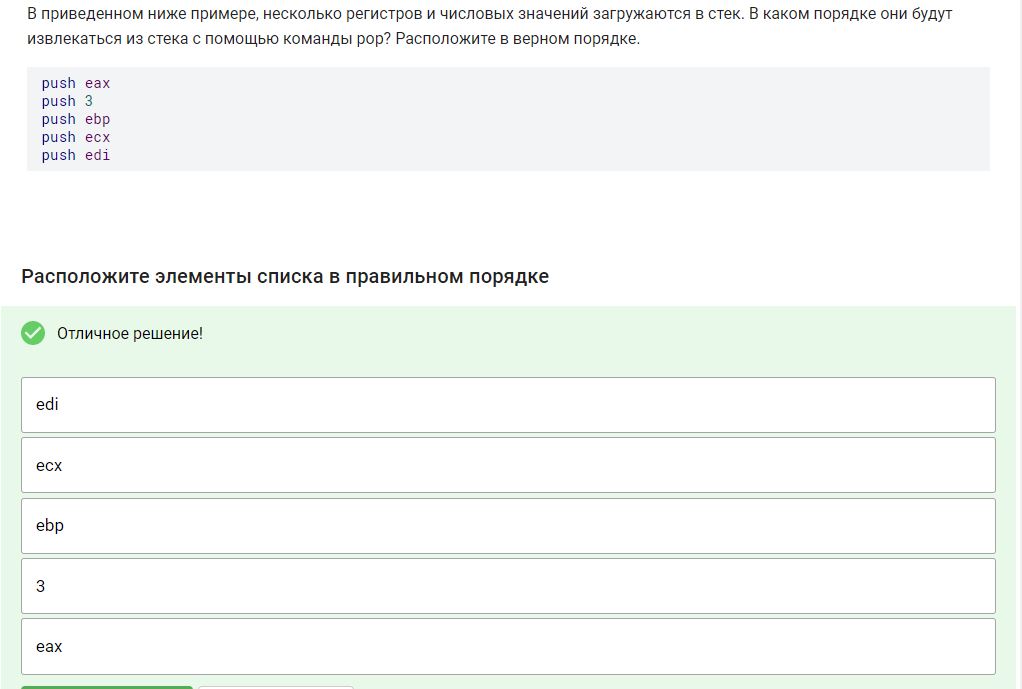 В приведенном ниже примере, несколько регистров и числовых значений загружаются в стек. В каком порядке они будут
извлекаться из стека с помощью команды pop? Расположите в верном порядке.
push eax
push 3
push ebp
push ecx
push edi
Расположите элементы списка в правильном порядке
Отличное решение!
edi
ecx
ebp
3
eax